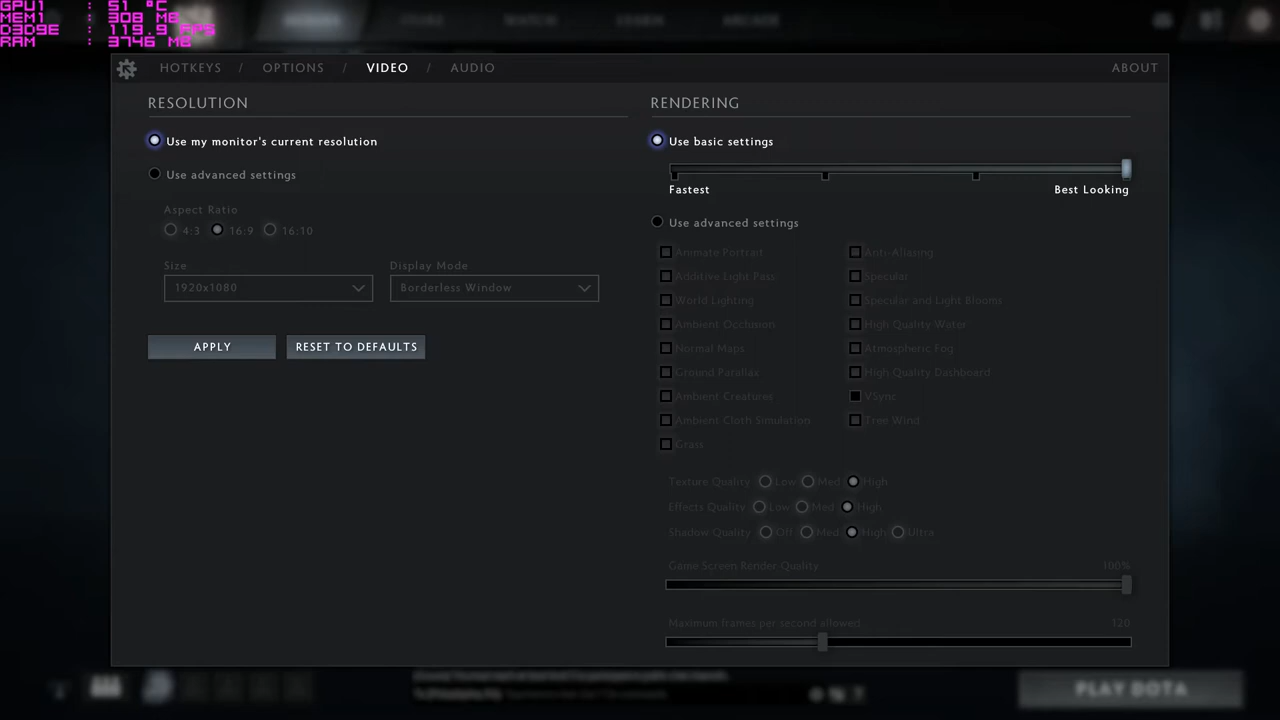 GPU1 : 51 °C
MEM1 : 308 MB
D3D9E : 119.9 FPS
RAM : 3746 MB
WATCH
HOTKEYS / OPTIONS / VIDEO / AUDIO
ABOUT
RESOLUTION
Use my monitor's current resolution
Use advanced settings
Aspect Ratio
4:3 16:9 16:10
Size Display Mode
1920x1080 Borderless Window
APPLY RESET TO DEFAULTS
RENDERING
Use basic settings
Fastest Best Looking
Use advanced settings
Animate Portrait Anti-Aliasing
Additive Light Pass Specular
World Lighting Specular and Light Blooms
Ambient Occlusion High Quality Water
Normal Maps Atmospheric Fog
Ground Parallax High Quality Dashboard
Ambient Creatures VSync
Ambient Cloth Simulation Tree Wind
Grass
Texture Quality Low Med High
Effects Quality Low Med High
Shadow Quality Off Med High Ultra
Game Screen Render Quality 100%
Maximum frames per second allowed 120
PLAY DOTA